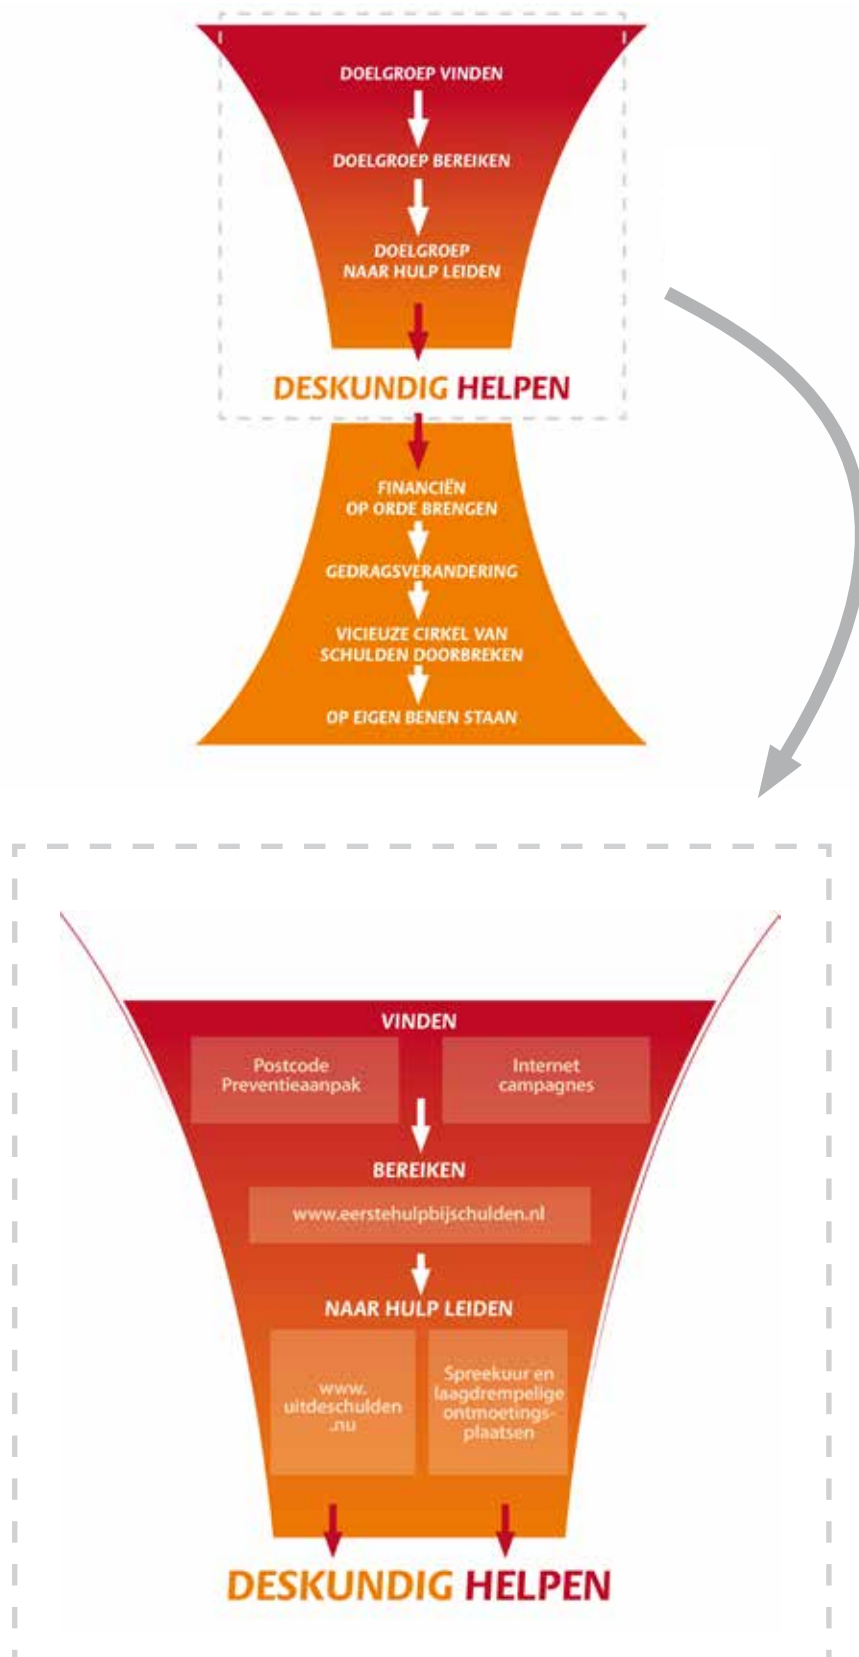 DOELGROEP VINDEN
DOELGROEP BEREIKEN
DOELGROEP
NAAR HULP LEIDEN
DESKUNDIG HELPEN
FINANCIËN
OP ORDE BRENGEN
GEDRAGSVERANDERING
VICIEUZE CIRKEL VAN
SCHULDEN DOORBREKEN
OP EIGEN BENEN STAAN
VINDEN
Postcode
Preventieaanpak
Internet
campagnes
BEREIKEN
www.eerstehulpbijschulden.nl
NAAR HULP LEIDEN
www.
uitdeschulden
.nu
Spreekuur en
laagdrempelige
ontmoetings-
plaatsen
DESKUNDIG HELPEN